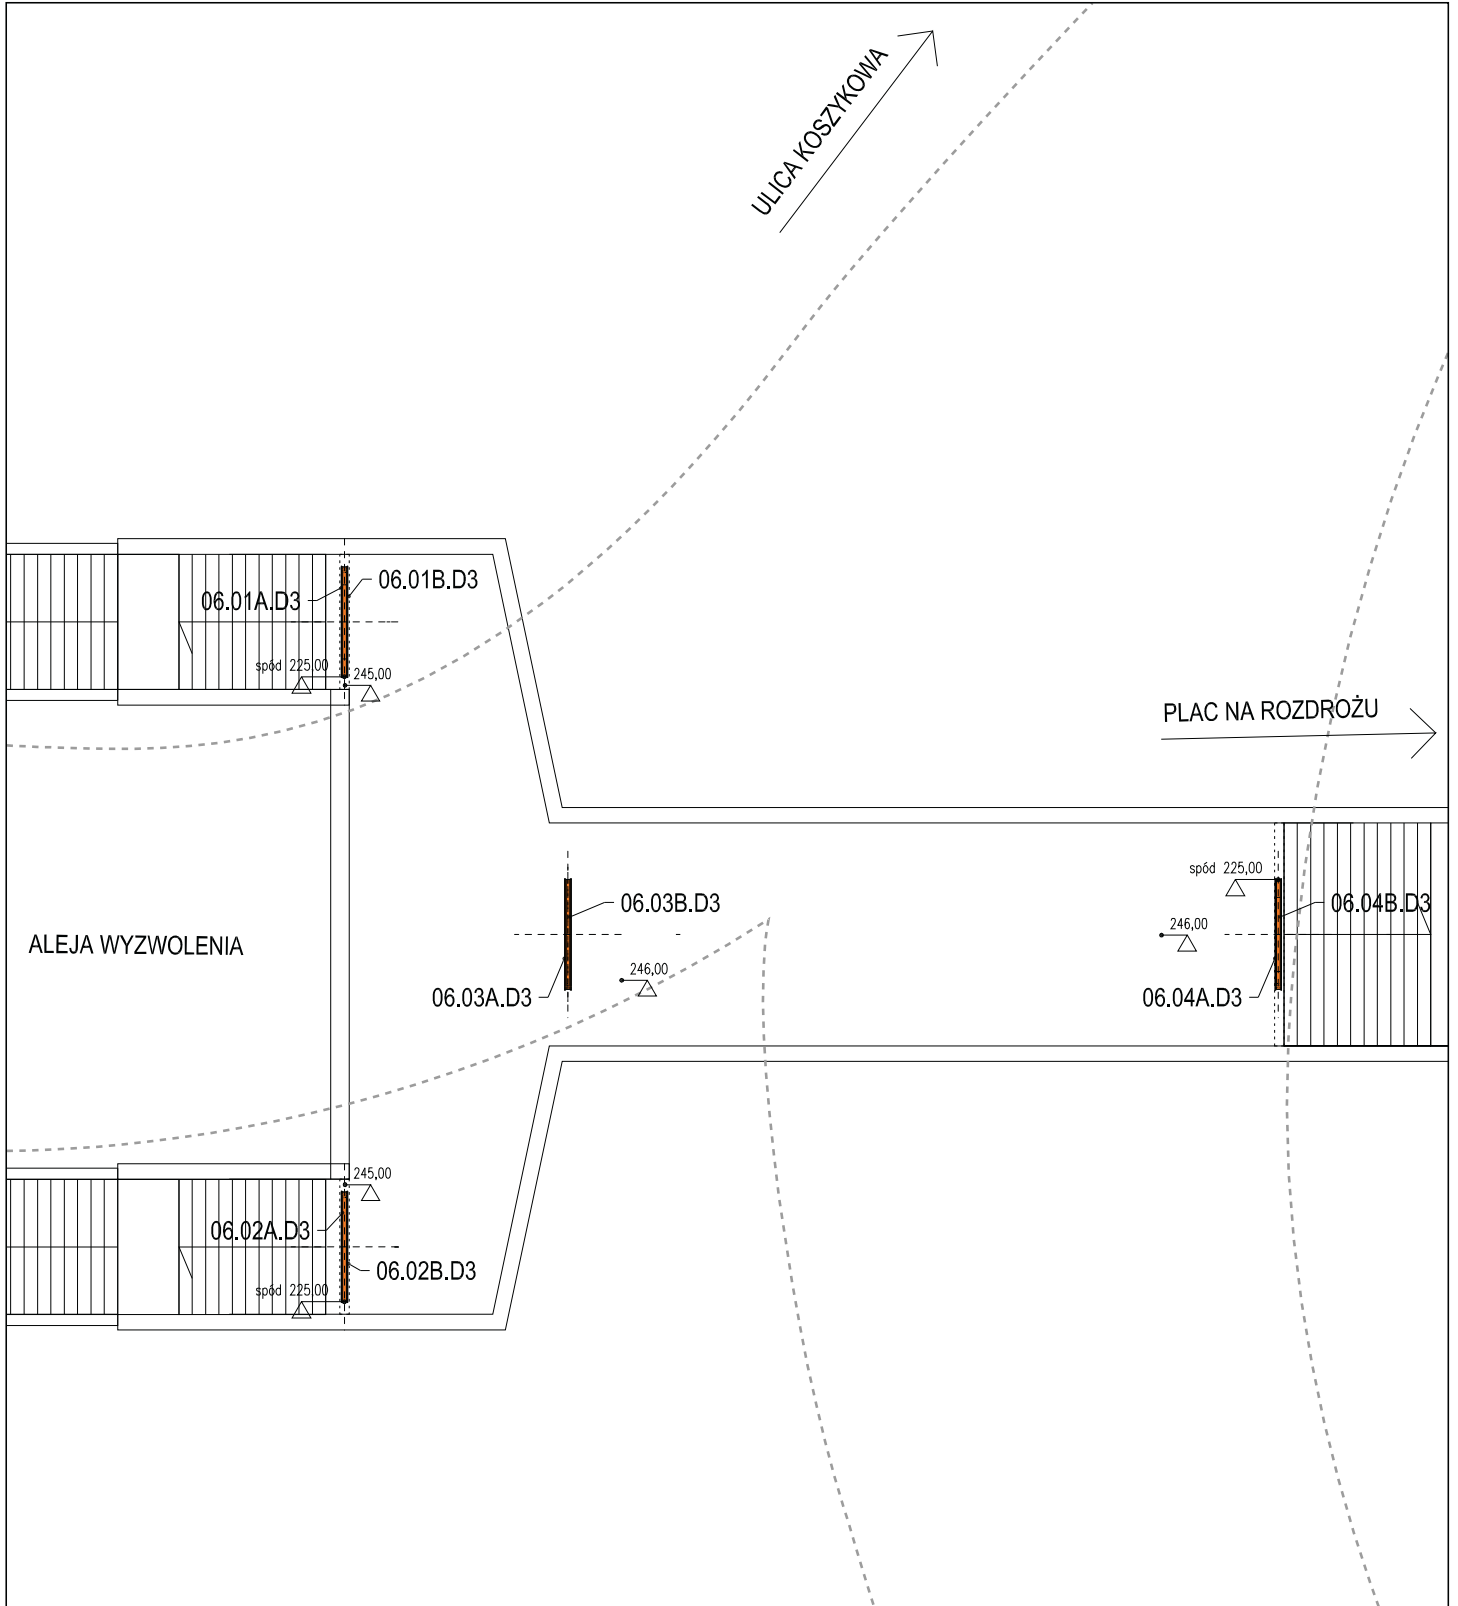 ULICA KOSZYKOWA
06.01B.D3
06.01A.D3
spód 225,00
245,00
PLAC NA ROZDROŻU
spód 225,00
06.03B.D3
06.04B.D3
246,00
ALEJA WYZWOLENIA
246,00
06.03A.D3
06.04A.D3
245,00
06.02A.D3
06.02B.D3
spód 225,00